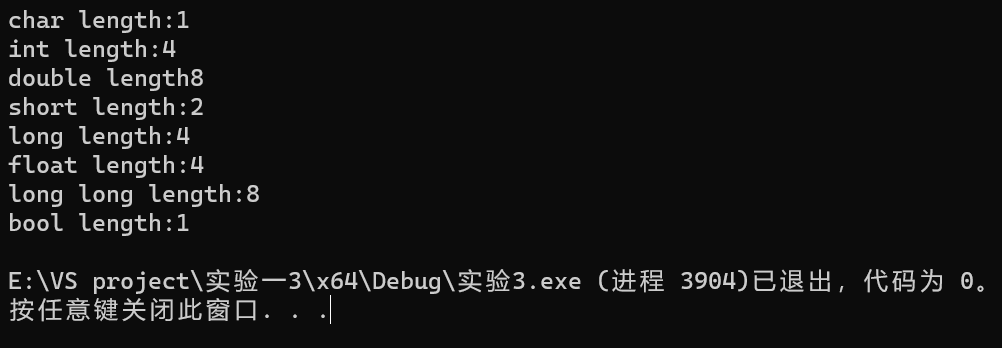 char length:1
int length:4
double length8
short length:2
long length:4
float length:4
long long length:8
bool length:1
E:\VS project\实验一3\x64\Debug\实验3.exe (进程 3904)已退出，代码为 0。
按任意键关闭此窗口. . .